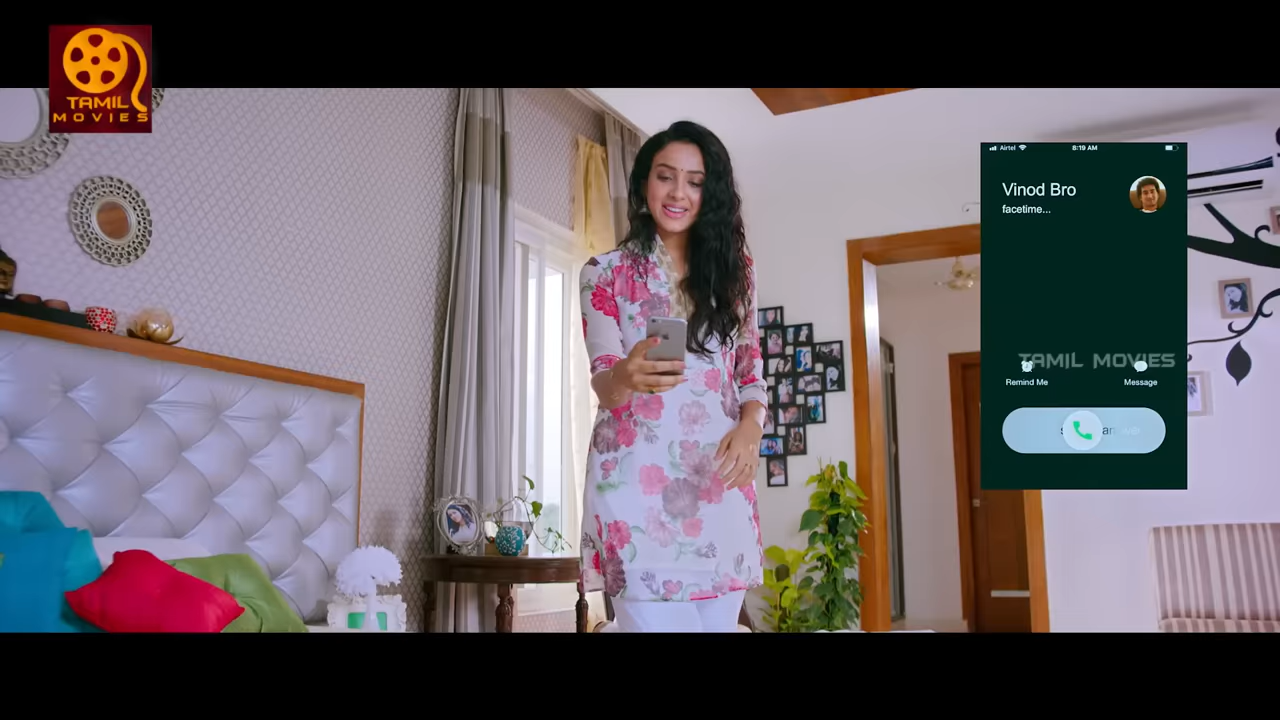 TAMIL
MOVIES
Airtel
8:19 AM
Vinod Bro
facetime...
TAMIL MOVIES
Remind Me
Message